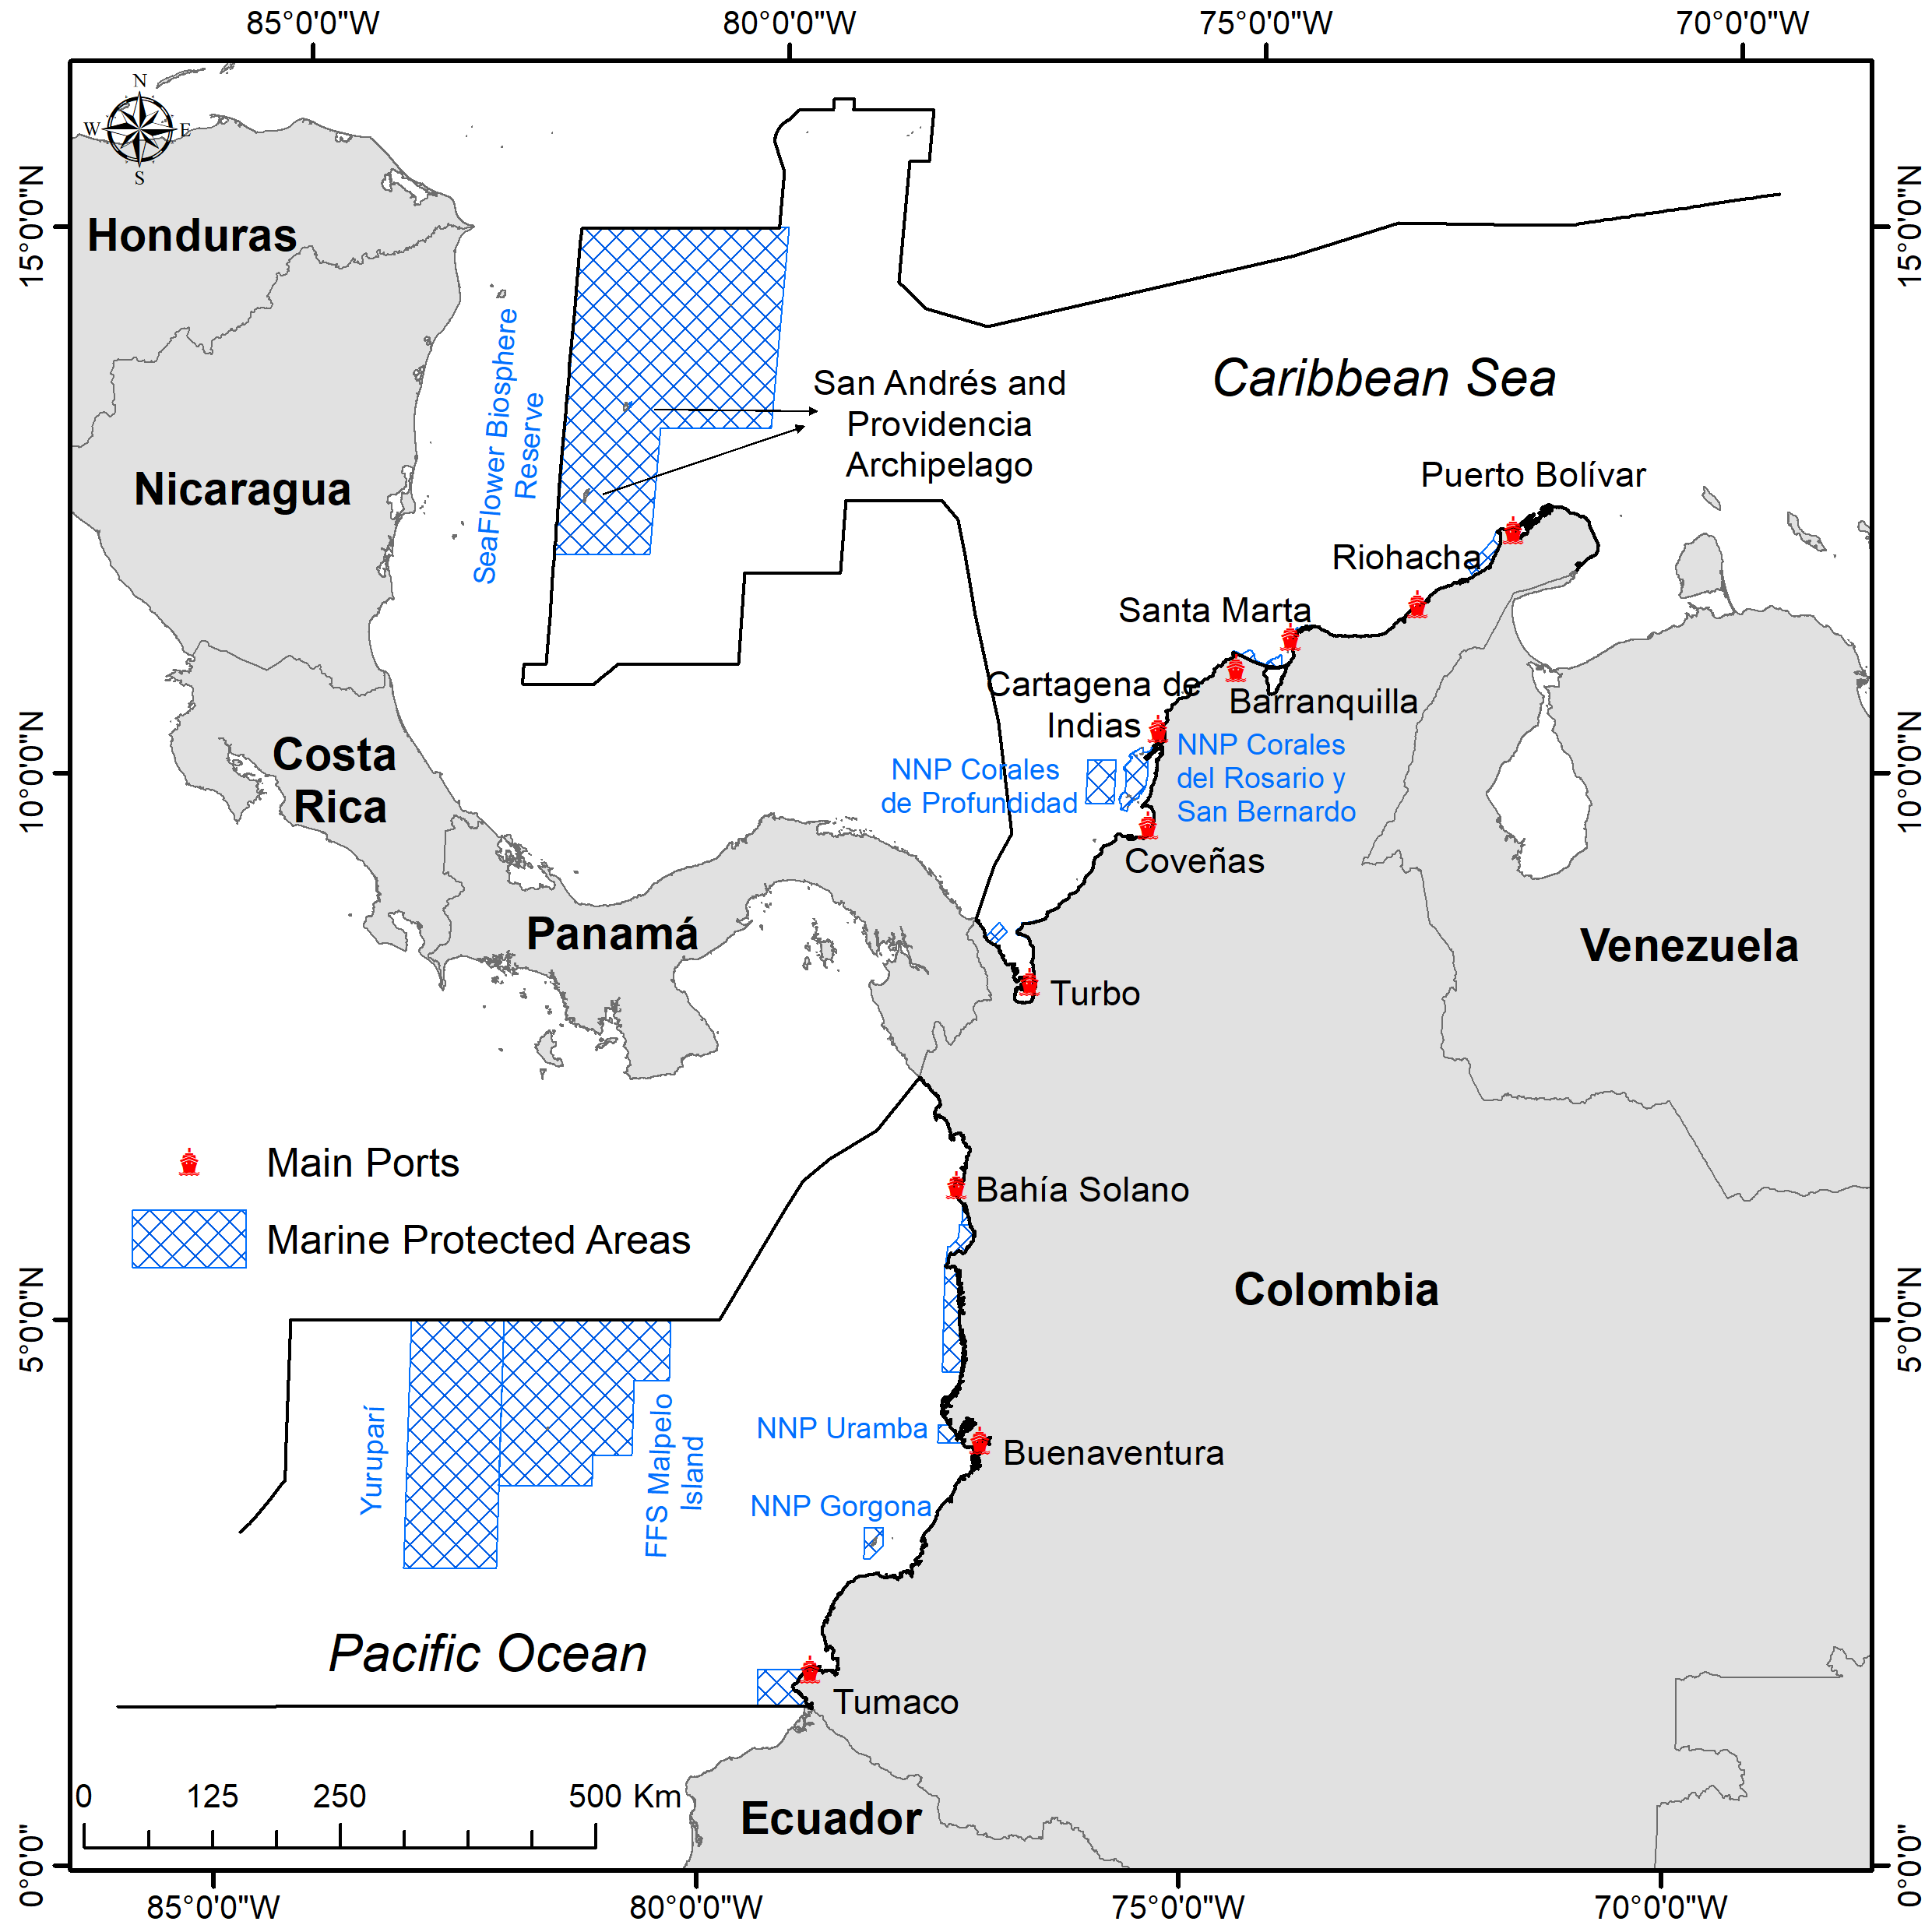 85°0'0"W
80°0'0"W
75°0'0"W
70°0'0"W
N
W
E
S
15°0'0"N
15°0'0"N
Honduras
SeaFlower Biosphere
Reserve
San Andrés and
Providencia
Archipelago
Caribbean Sea
Nicaragua
Puerto Bolívar
Riohacha
Santa Marta
Cartagena de
Indias
Barranquilla
10°0'0"N
10°0'0"N
Costa
Rica
NNP Corales
de Profundidad
NNP Corales
del Rosario y
San Bernardo
Coveñas
Panamá
Venezuela
Turbo
Main Ports
Marine Protected Areas
Bahía Solano
Colombia
5°0'0"N
5°0'0"N
Yuruparí
FFS Malpelo
Island
NNP Uramba
Buenaventura
NNP Gorgona
Pacific Ocean
Tumaco
0
125
250
500 Km
Ecuador
0°0'0"
0°0'0"
85°0'0"W
80°0'0"W
75°0'0"W
70°0'0"W